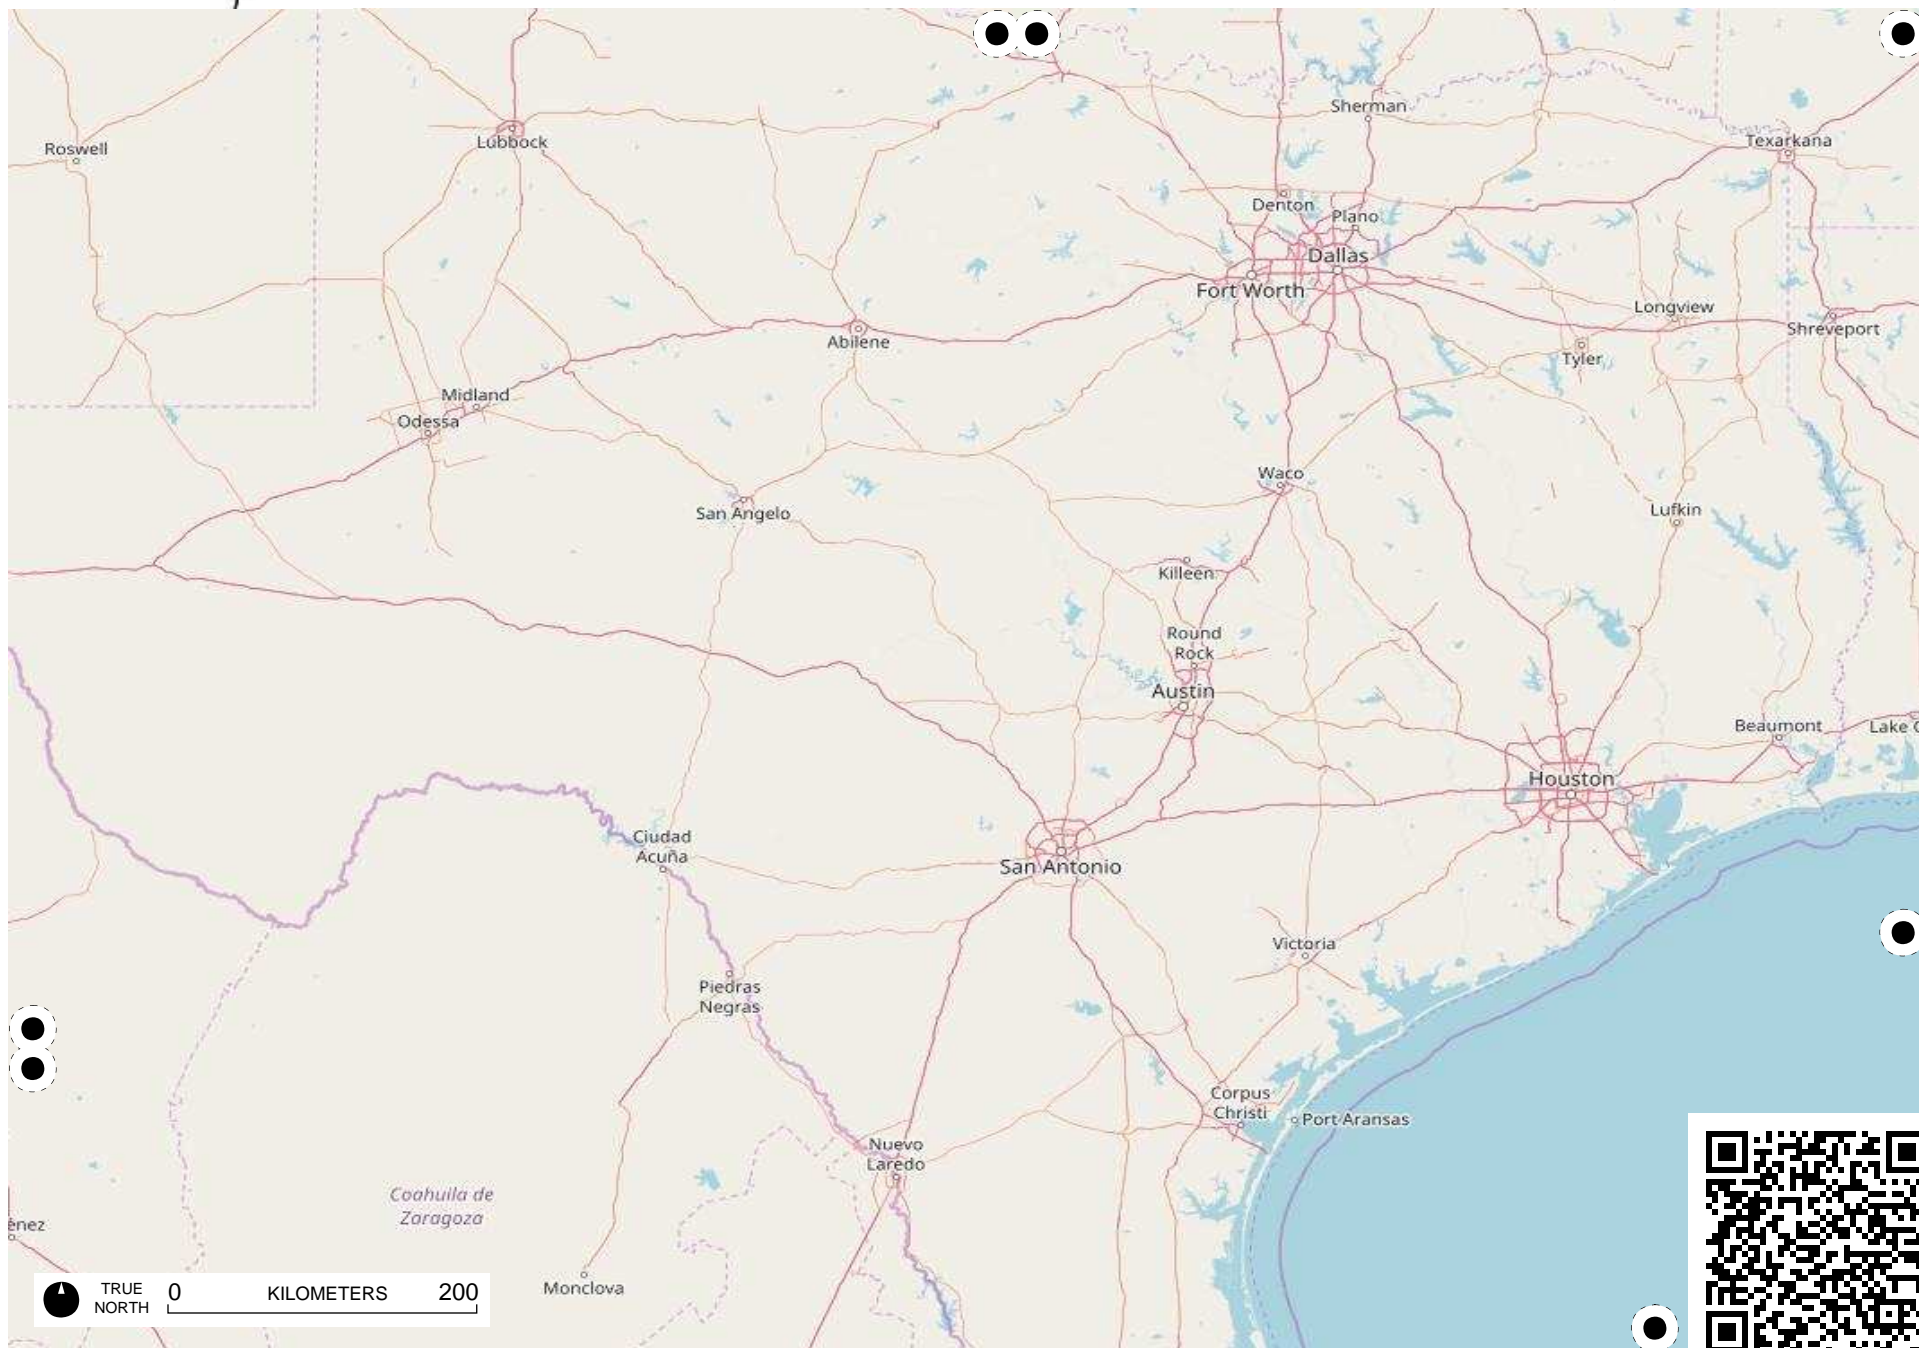 Sherman
Roswell
Lubbock
Texarkana
Denton
Plano
Dallas
Fort Worth
Longview
Shreveport
Abilene
Tyler
Midland
Odessa
Waco
San Angelo
Lufkin
Killeen
Round
Rock
Austin
Beaumont
Lake C
Houston
Ciudad
Acuña
San Antonio
Victoria
Piedras
Negras
Corpus
Christi
Port Aransas
Nuevo
Laredo
Coahuila de
Zaragoza
énez
Monclova
TRUE
NORTH
0 KILOMETERS 200